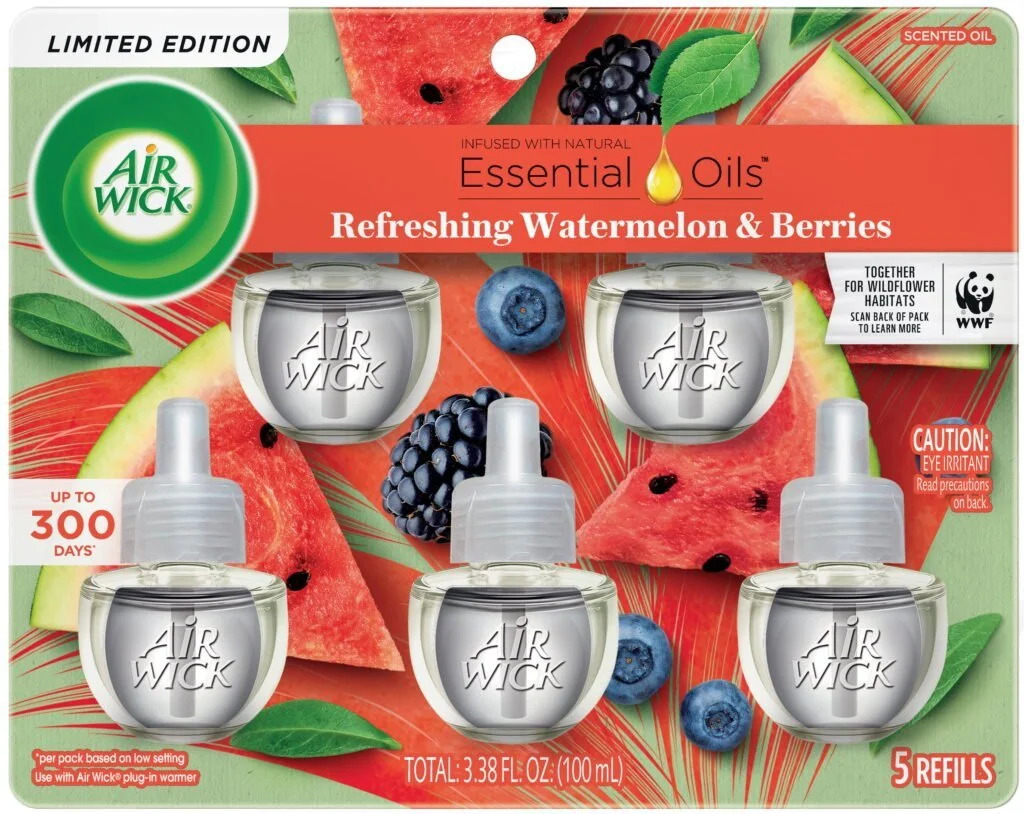 LIMITED EDITION
SCENTED OIL
AIR
WICK®
INFUSED WITH NATURAL
Essential Oils™
Refreshing Watermelon & Berries
TOGETHER
FOR WILDFLOWER
HABITATS
SCAN BACK OF PACK
TO LEARN MORE
WWF
AIR
WICK
AIR
WICK
CAUTION:
EYE IRRITANT
Read precautions
on back.
UP TO
300
DAYS*
AIR
WICK
AIR
WICK
AIR
WICK
*per pack based on low setting
Use with Air Wick® plug-in warmer
TOTAL: 3.38 FL. OZ. (100 mL)
5 REFILLS